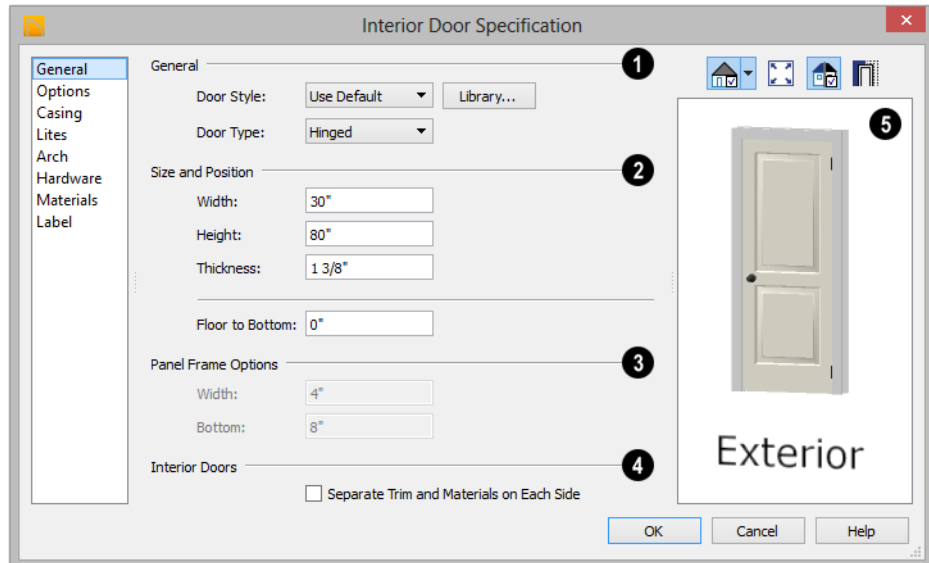 Interior Door Specification
General
Options
Casing
Lites
Arch
Hardware
Materials
Label
General 1
Door Style: Use Default Library...
Door Type: Hinged
Size and Position 2
Width: 30"
Height: 80"
Thickness: 1 3/8"
Floor to Bottom: 0"
Panel Frame Options 3
Width: 4"
Bottom: 8"
Interior Doors 4
Separate Trim and Materials on Each Side
5
Exterior
OK Cancel Help